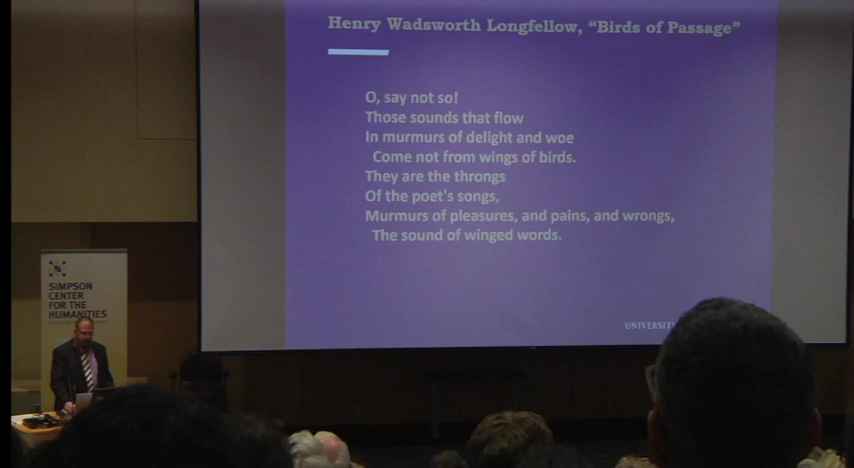 Henry Wadsworth Longfellow, “Birds of Passage”
O, say not so!
Those sounds that flow
In murmurs of delight and woe
Come not from wings of birds.
They are the throngs
Of the poet's songs,
Murmurs of pleasures, and pains, and wrongs,
The sound of winged words.
SIMPSON
CENTER
FOR THE
HUMANITIES